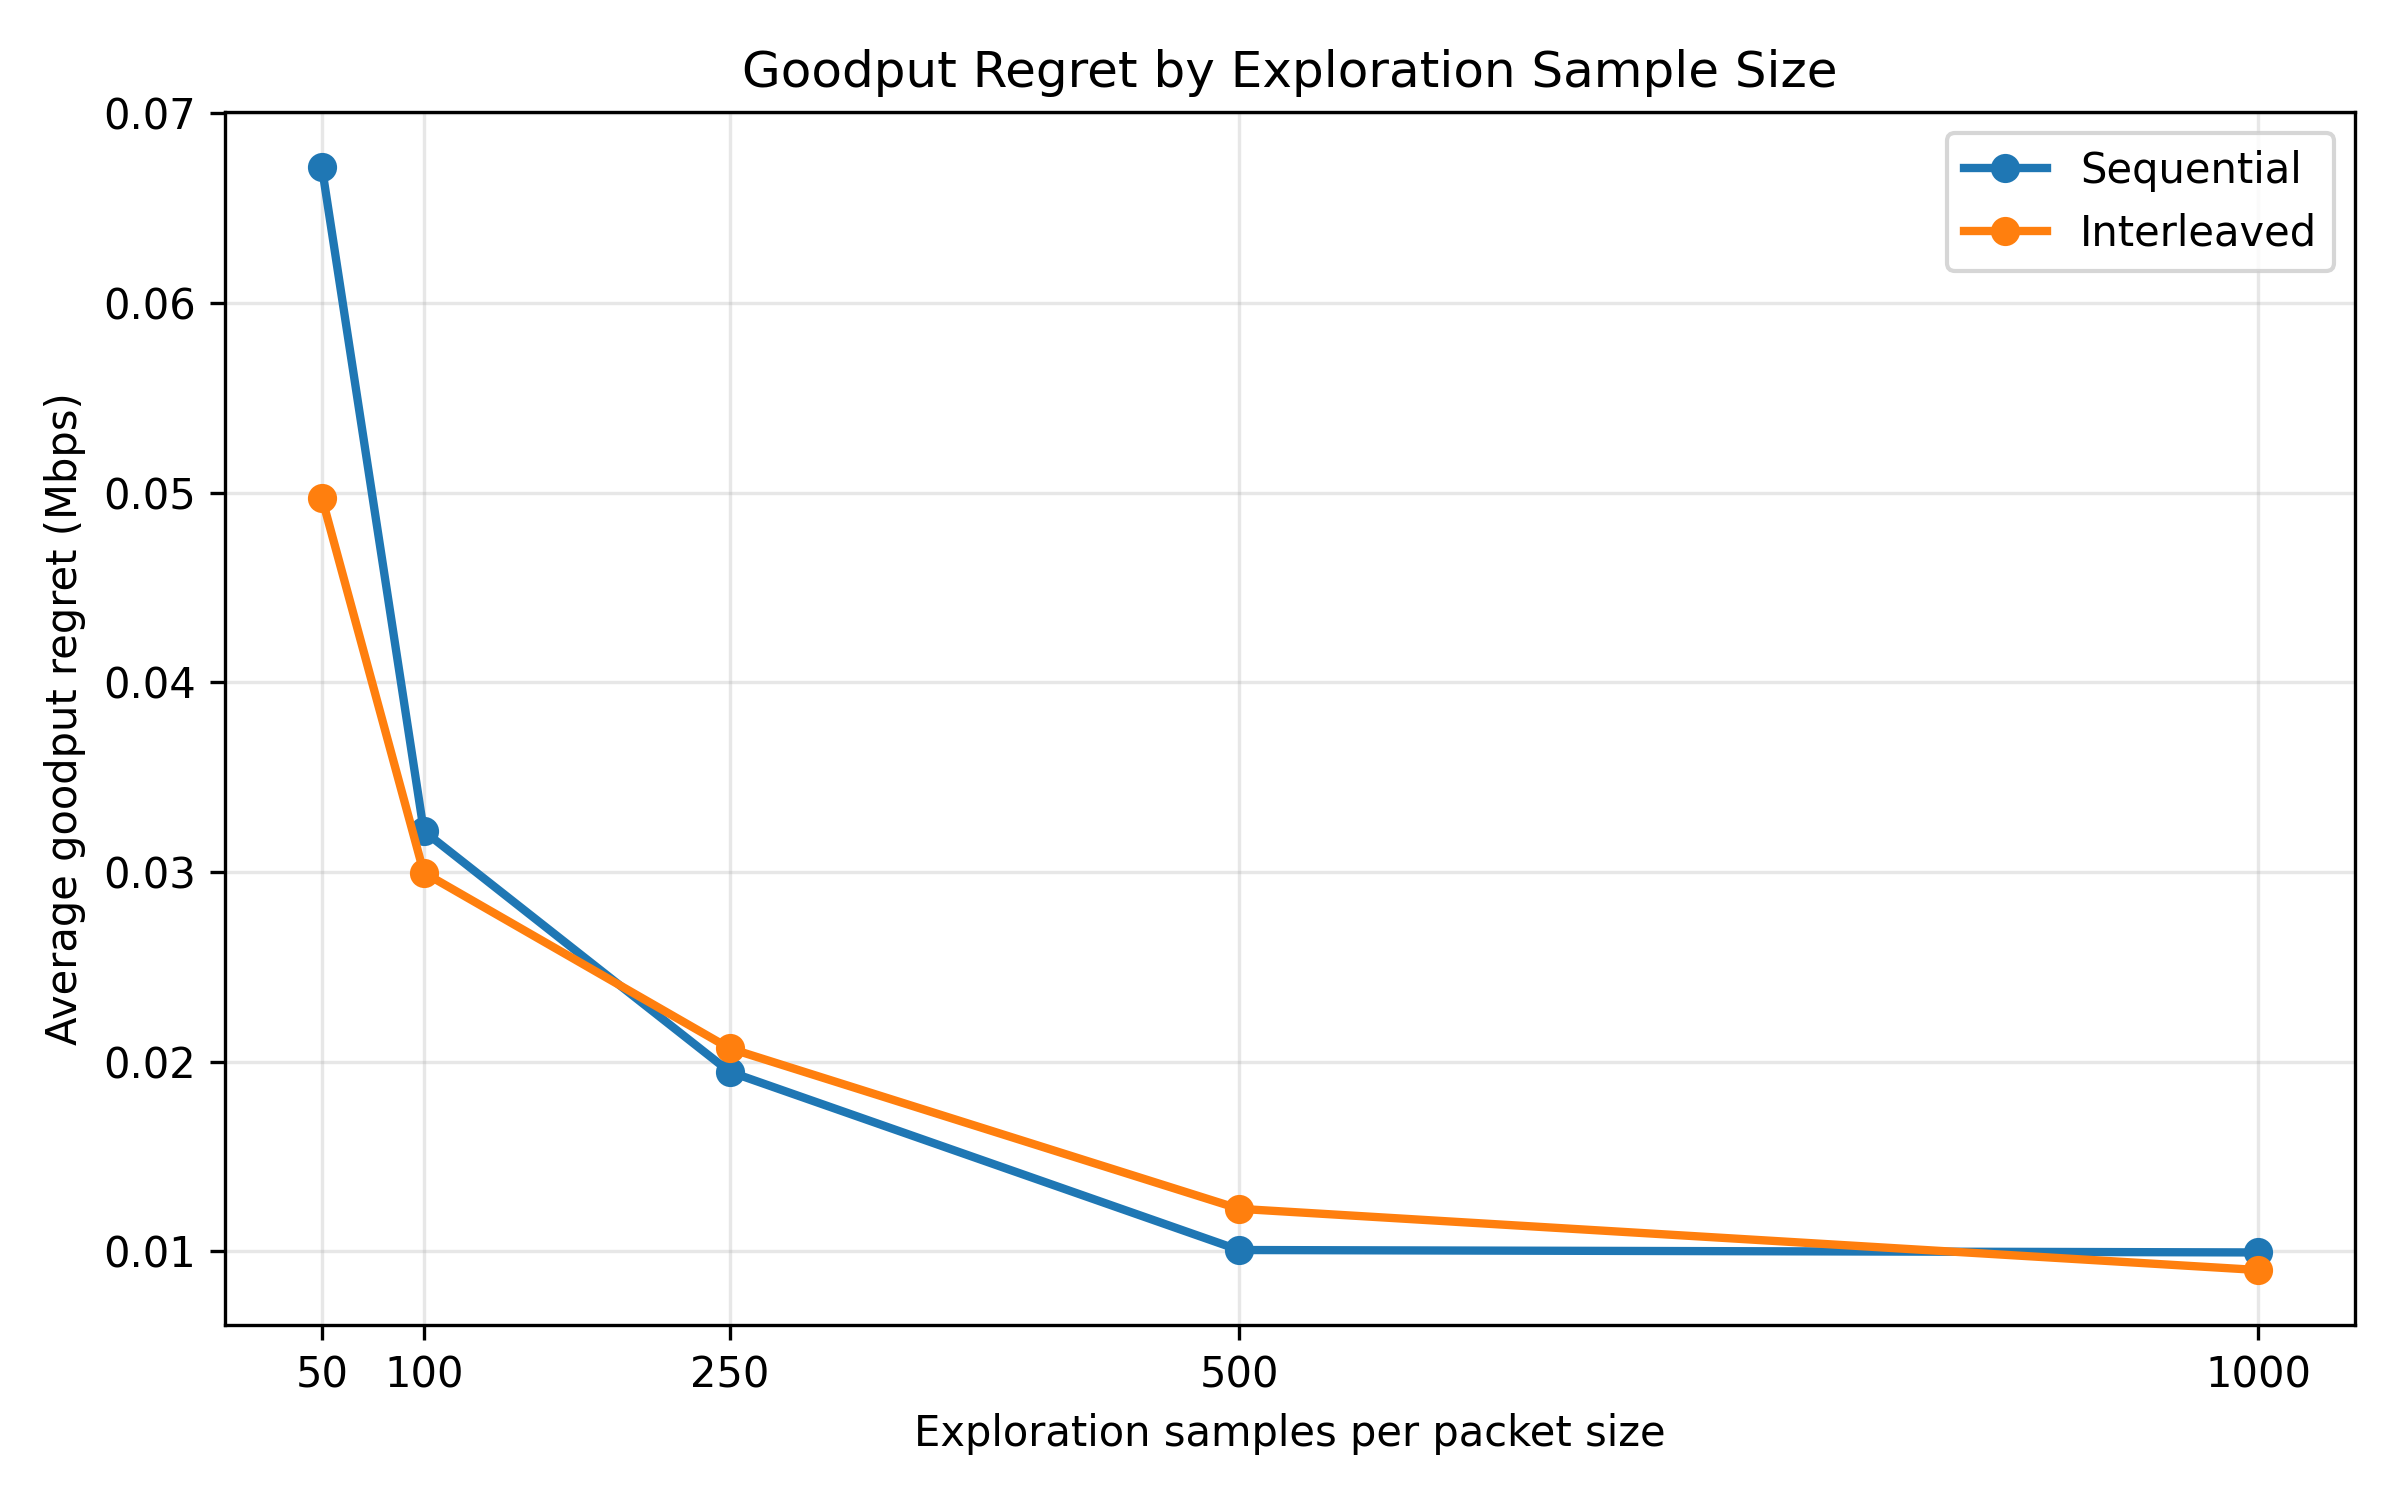 Goodput Regret by Exploration Sample Size
Average goodput regret (Mbps)
0.07
0.06
0.05
0.04
0.03
0.02
0.01
Sequential
Interleaved
50 100 250 500 1000
Exploration samples per packet size